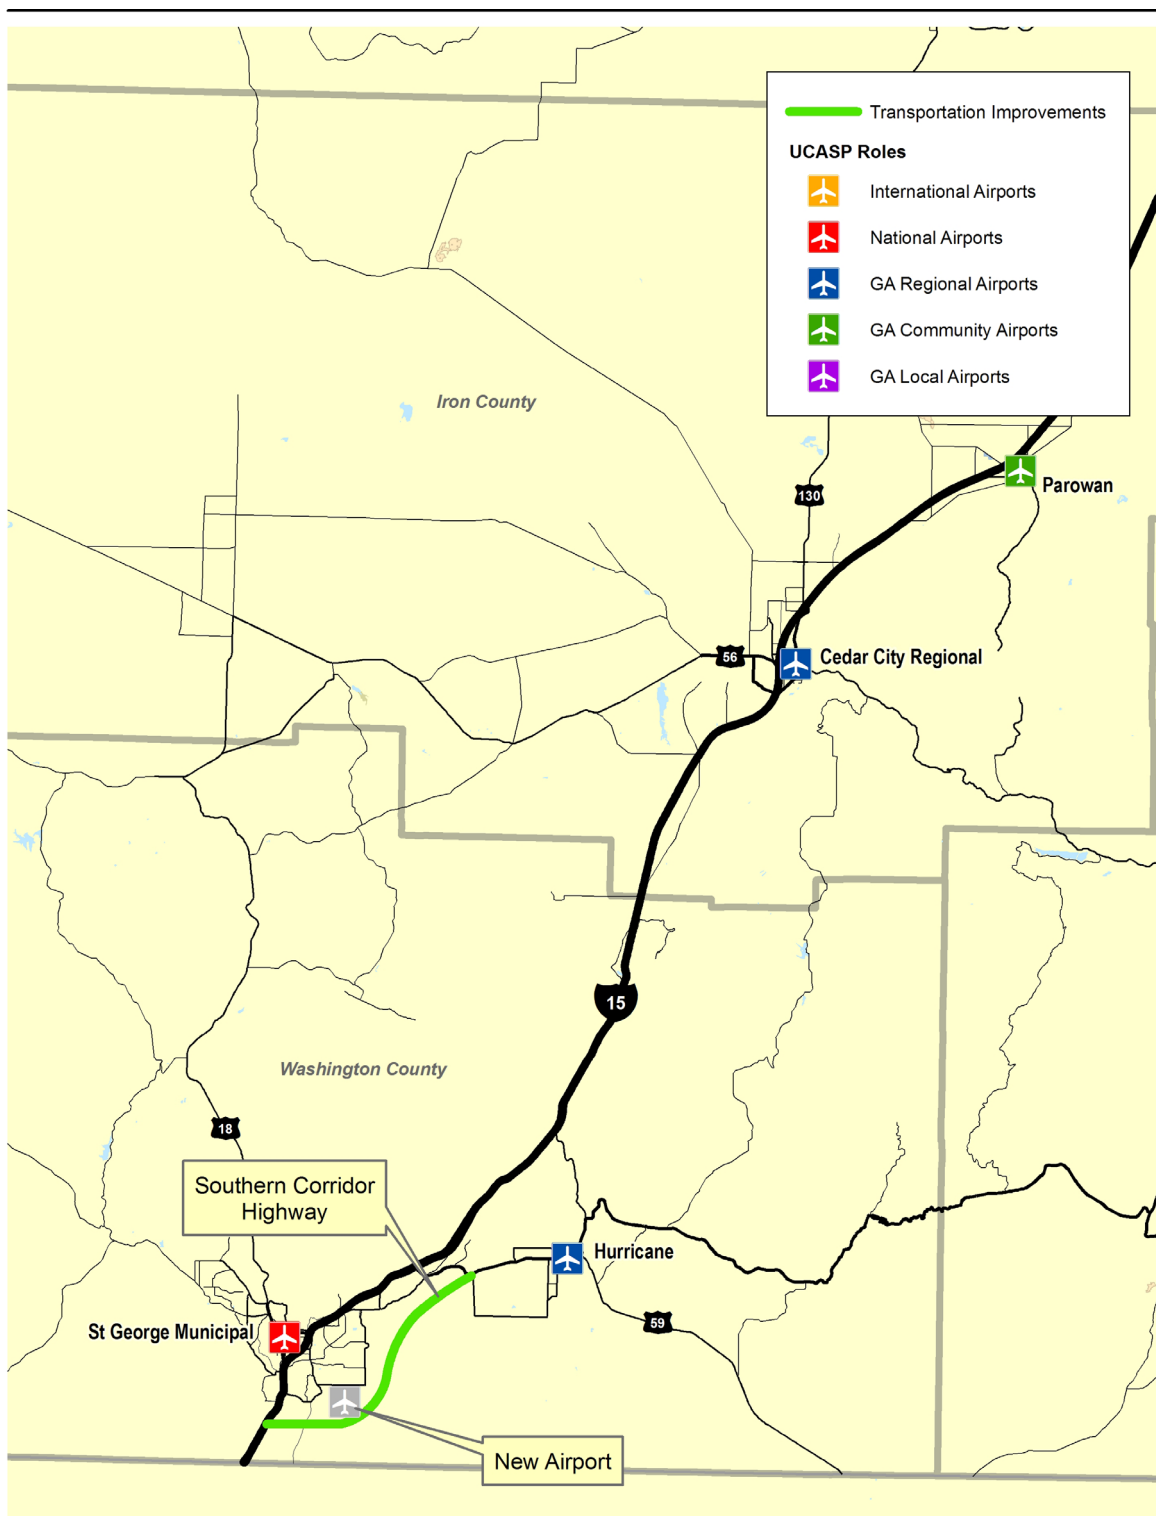 Transportation Improvements
UCASP Roles
International Airports
National Airports
GA Regional Airports
GA Community Airports
GA Local Airports
Iron County
130
Parowan
56
Cedar City Regional
15
Washington County
18
Southern Corridor
Highway
Hurricane
59
St George Municipal
New Airport